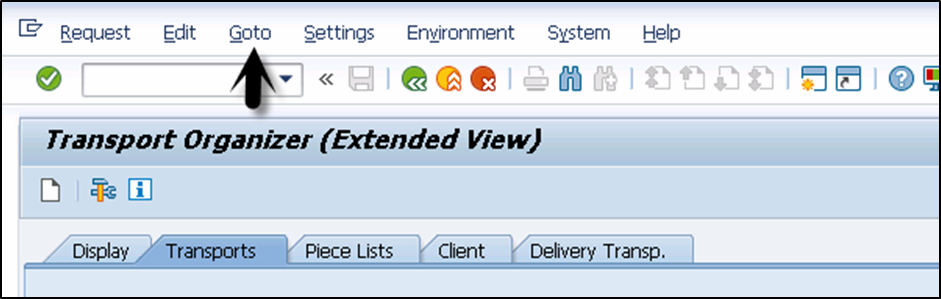 Request Edit Goto Settings Environment System Help
Transport Organizer (Extended View)
Display Transports Piece Lists Client Delivery Transp.